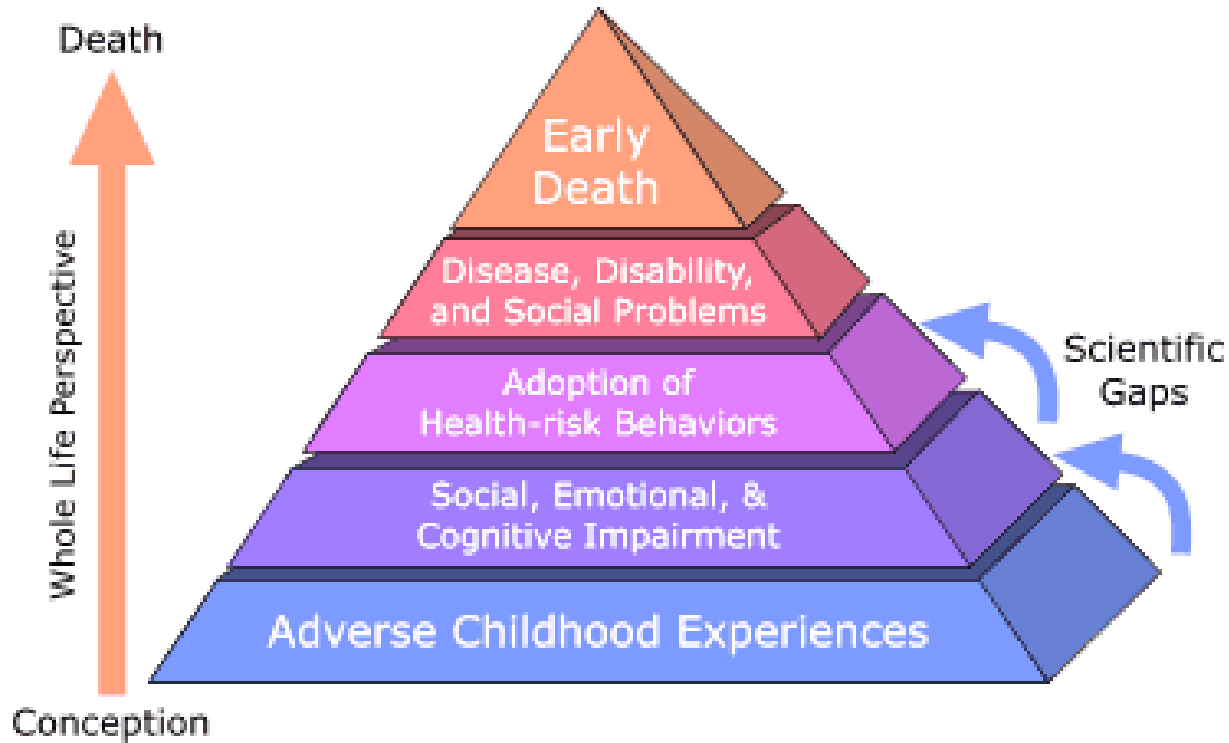 Death
Whole Life Perspective
Conception
Early
Death
Disease, Disability,
and Social Problems
Adoption of
Health-risk Behaviors
Social, Emotional, &
Cognitive Impairment
Adverse Childhood Experiences
Scientific
Gaps